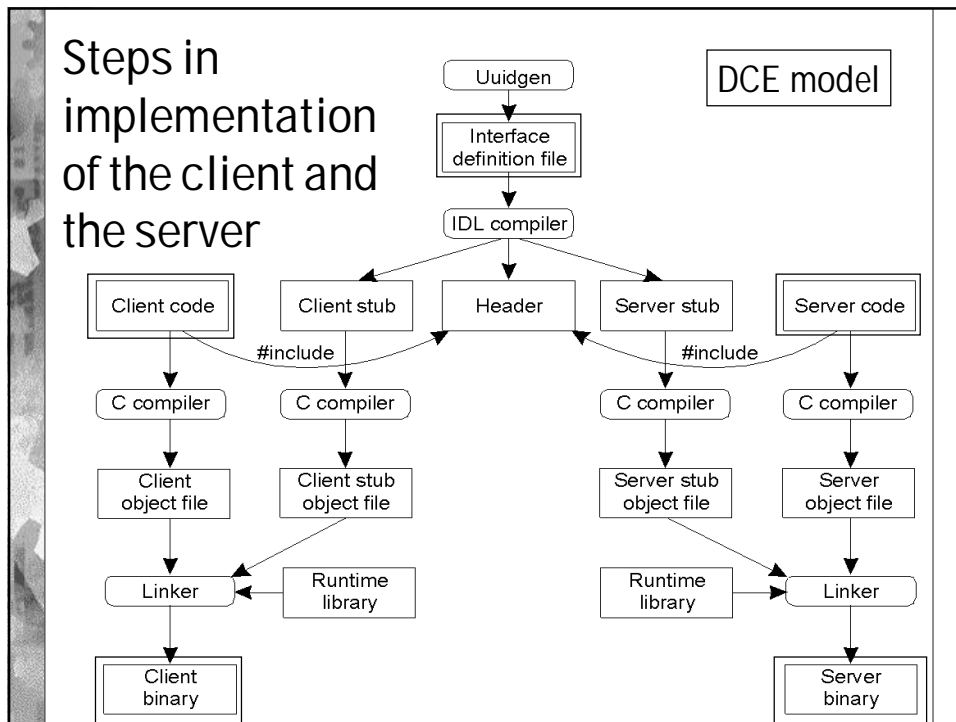 Steps in
implementation
of the client and
the server
DCE model
Uuidgen
Interface
definition file
IDL compiler
Client code
Client stub
Header
Server stub
Server code
#include
#include
C compiler
C compiler
C compiler
C compiler
Client
object file
Client stub
object file
Server stub
object file
Server
object file
Linker
Runtime
library
Runtime
library
Linker
Client
binary
Server
binary